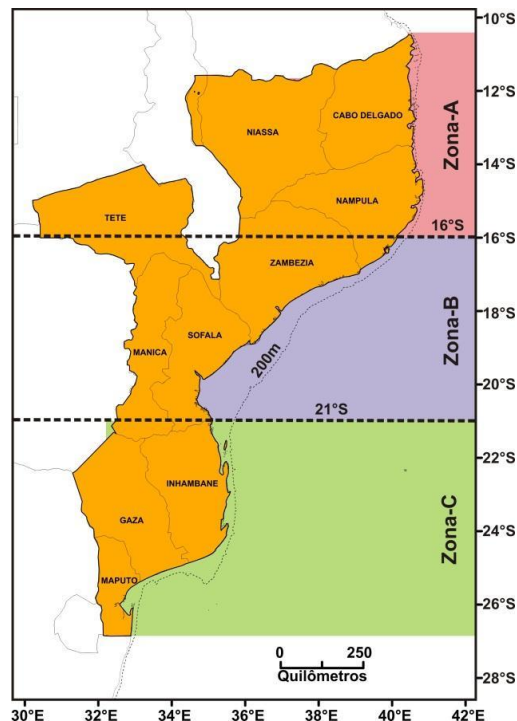 10°S
12°S
14°S
16°S
18°S
20°S
22°S
24°S
26°S
28°S
30°E
32°E
34°E
36°E
38°E
40°E
42°E
CABO DELGADO
NIASSA
NAMPULA
TETE
ZAMBEZIA
SOFALA
MANICA
INHAMBANE
GAZA
MAPUTO
Zona-A
16°S
Zona-B
200m
21°S
Zona-C
0 250
Quilômetros